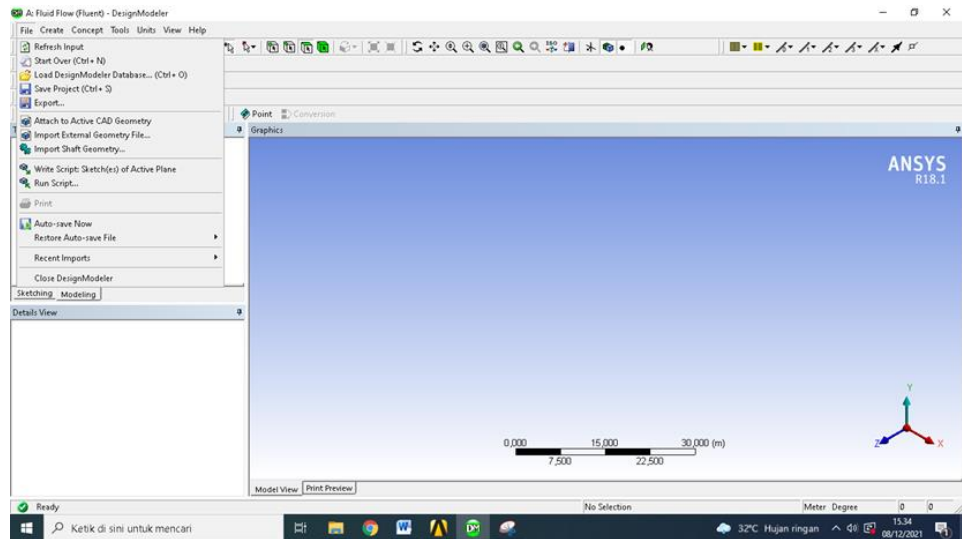 A: Fluid Flow (Fluent) - DesignModeler
File Create Concept Tools Units View Help
Refresh Input
Start Over (Ctrl+ N)
Load DesignModeler Database... (Ctrl+ O)
Save Project (Ctrl+ S)
Export...
Attach to Active CAD Geometry
Import External Geometry File...
Import Shaft Geometry...
Write Script: Sketch(es) of Active Plane
Run Script...
Print
Auto-save Now
Restore Auto-save File
Recent Imports
Close DesignModeler
Sketching Modeling
Details View
Point Conversion
Graphics
ANSYS
R18.1
Y
Z X
0,000 15,000 30,000 (m)
7,500 22,500
Model View Print Preview
Ready No Selection Meter Degree 0 0
Ketik di sini untuk mencari
32°C Hujan ringan
15.34
08/12/2021